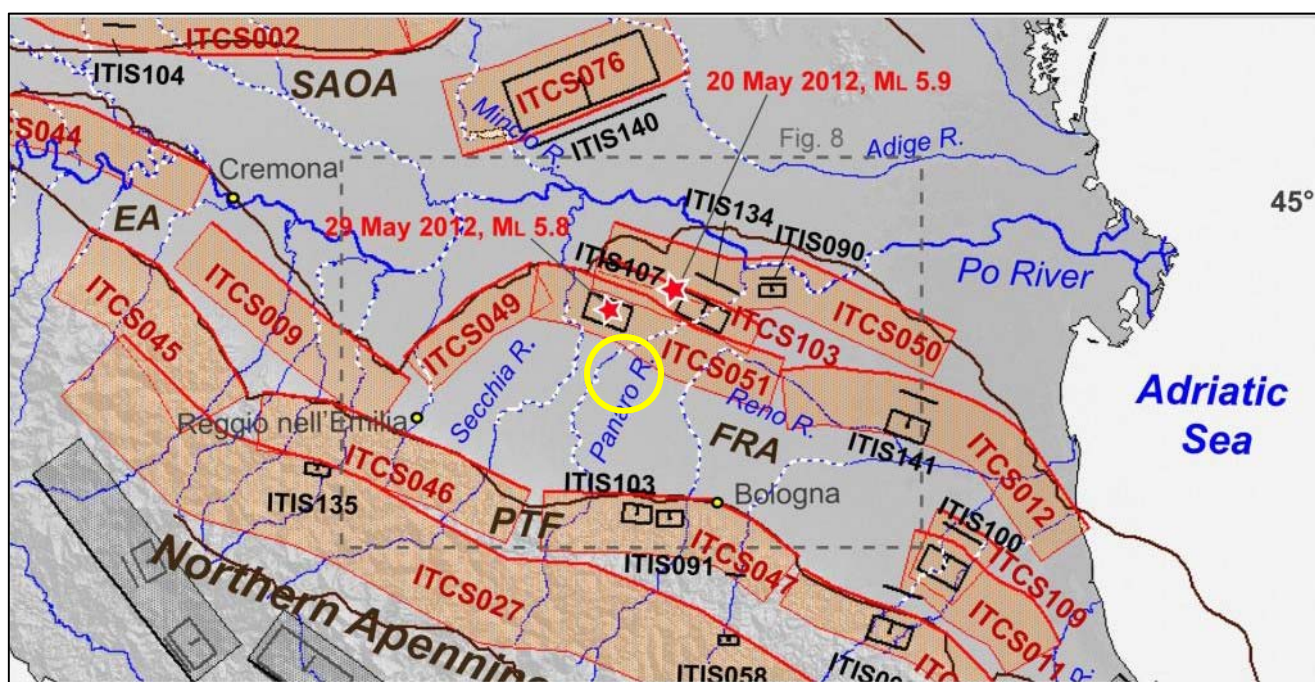 ITCS002
ITIS104
SAOA
ITCS076
20 May 2012, ML 5.9
Mincio R.
ITIS140
Fig. 8
Adige R.
CS044
Cremona
45°
EA
29 May 2012, ML 5.8
ITIS134
ITIS090
ITIS107
Po River
ITCS045
ITCS009
ITCS049
ITCS103
ITCS050
ITCS051
Secchia R.
Panaro R.
Reno R.
Adriatic
Sea
Reggio nell'Emilia
FRA
ITIS141
ITCS012
ITCS046
ITIS135
ITIS103
Bologna
PTF
ITIS100
ITCS109
ITIS091
ITCS047
ITCS011
Northern Apennine
ITCS027
ITIS058
R.